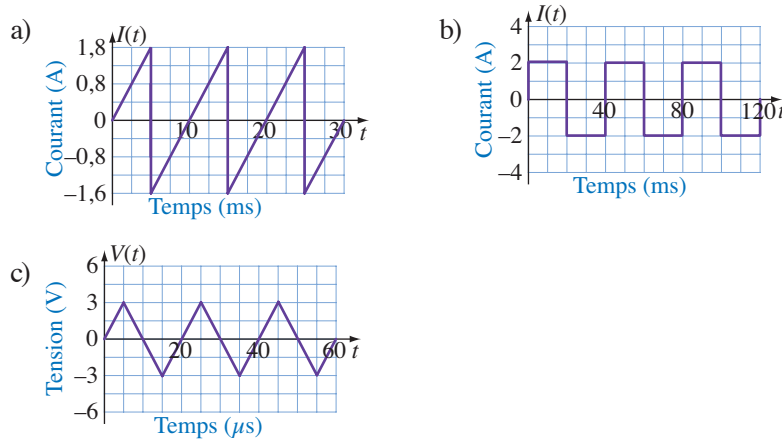 a)
I(t)
Courant (A)
1,8
0,8
0
–0,8
–1,6
10
20
30
t
Temps (ms)
b)
I(t)
Courant (A)
4
2
0
–2
–4
40
80
120
t
Temps (ms)
c)
V(t)
Tension (V)
6
3
0
–3
–6
20
40
60
t
Temps (μs)